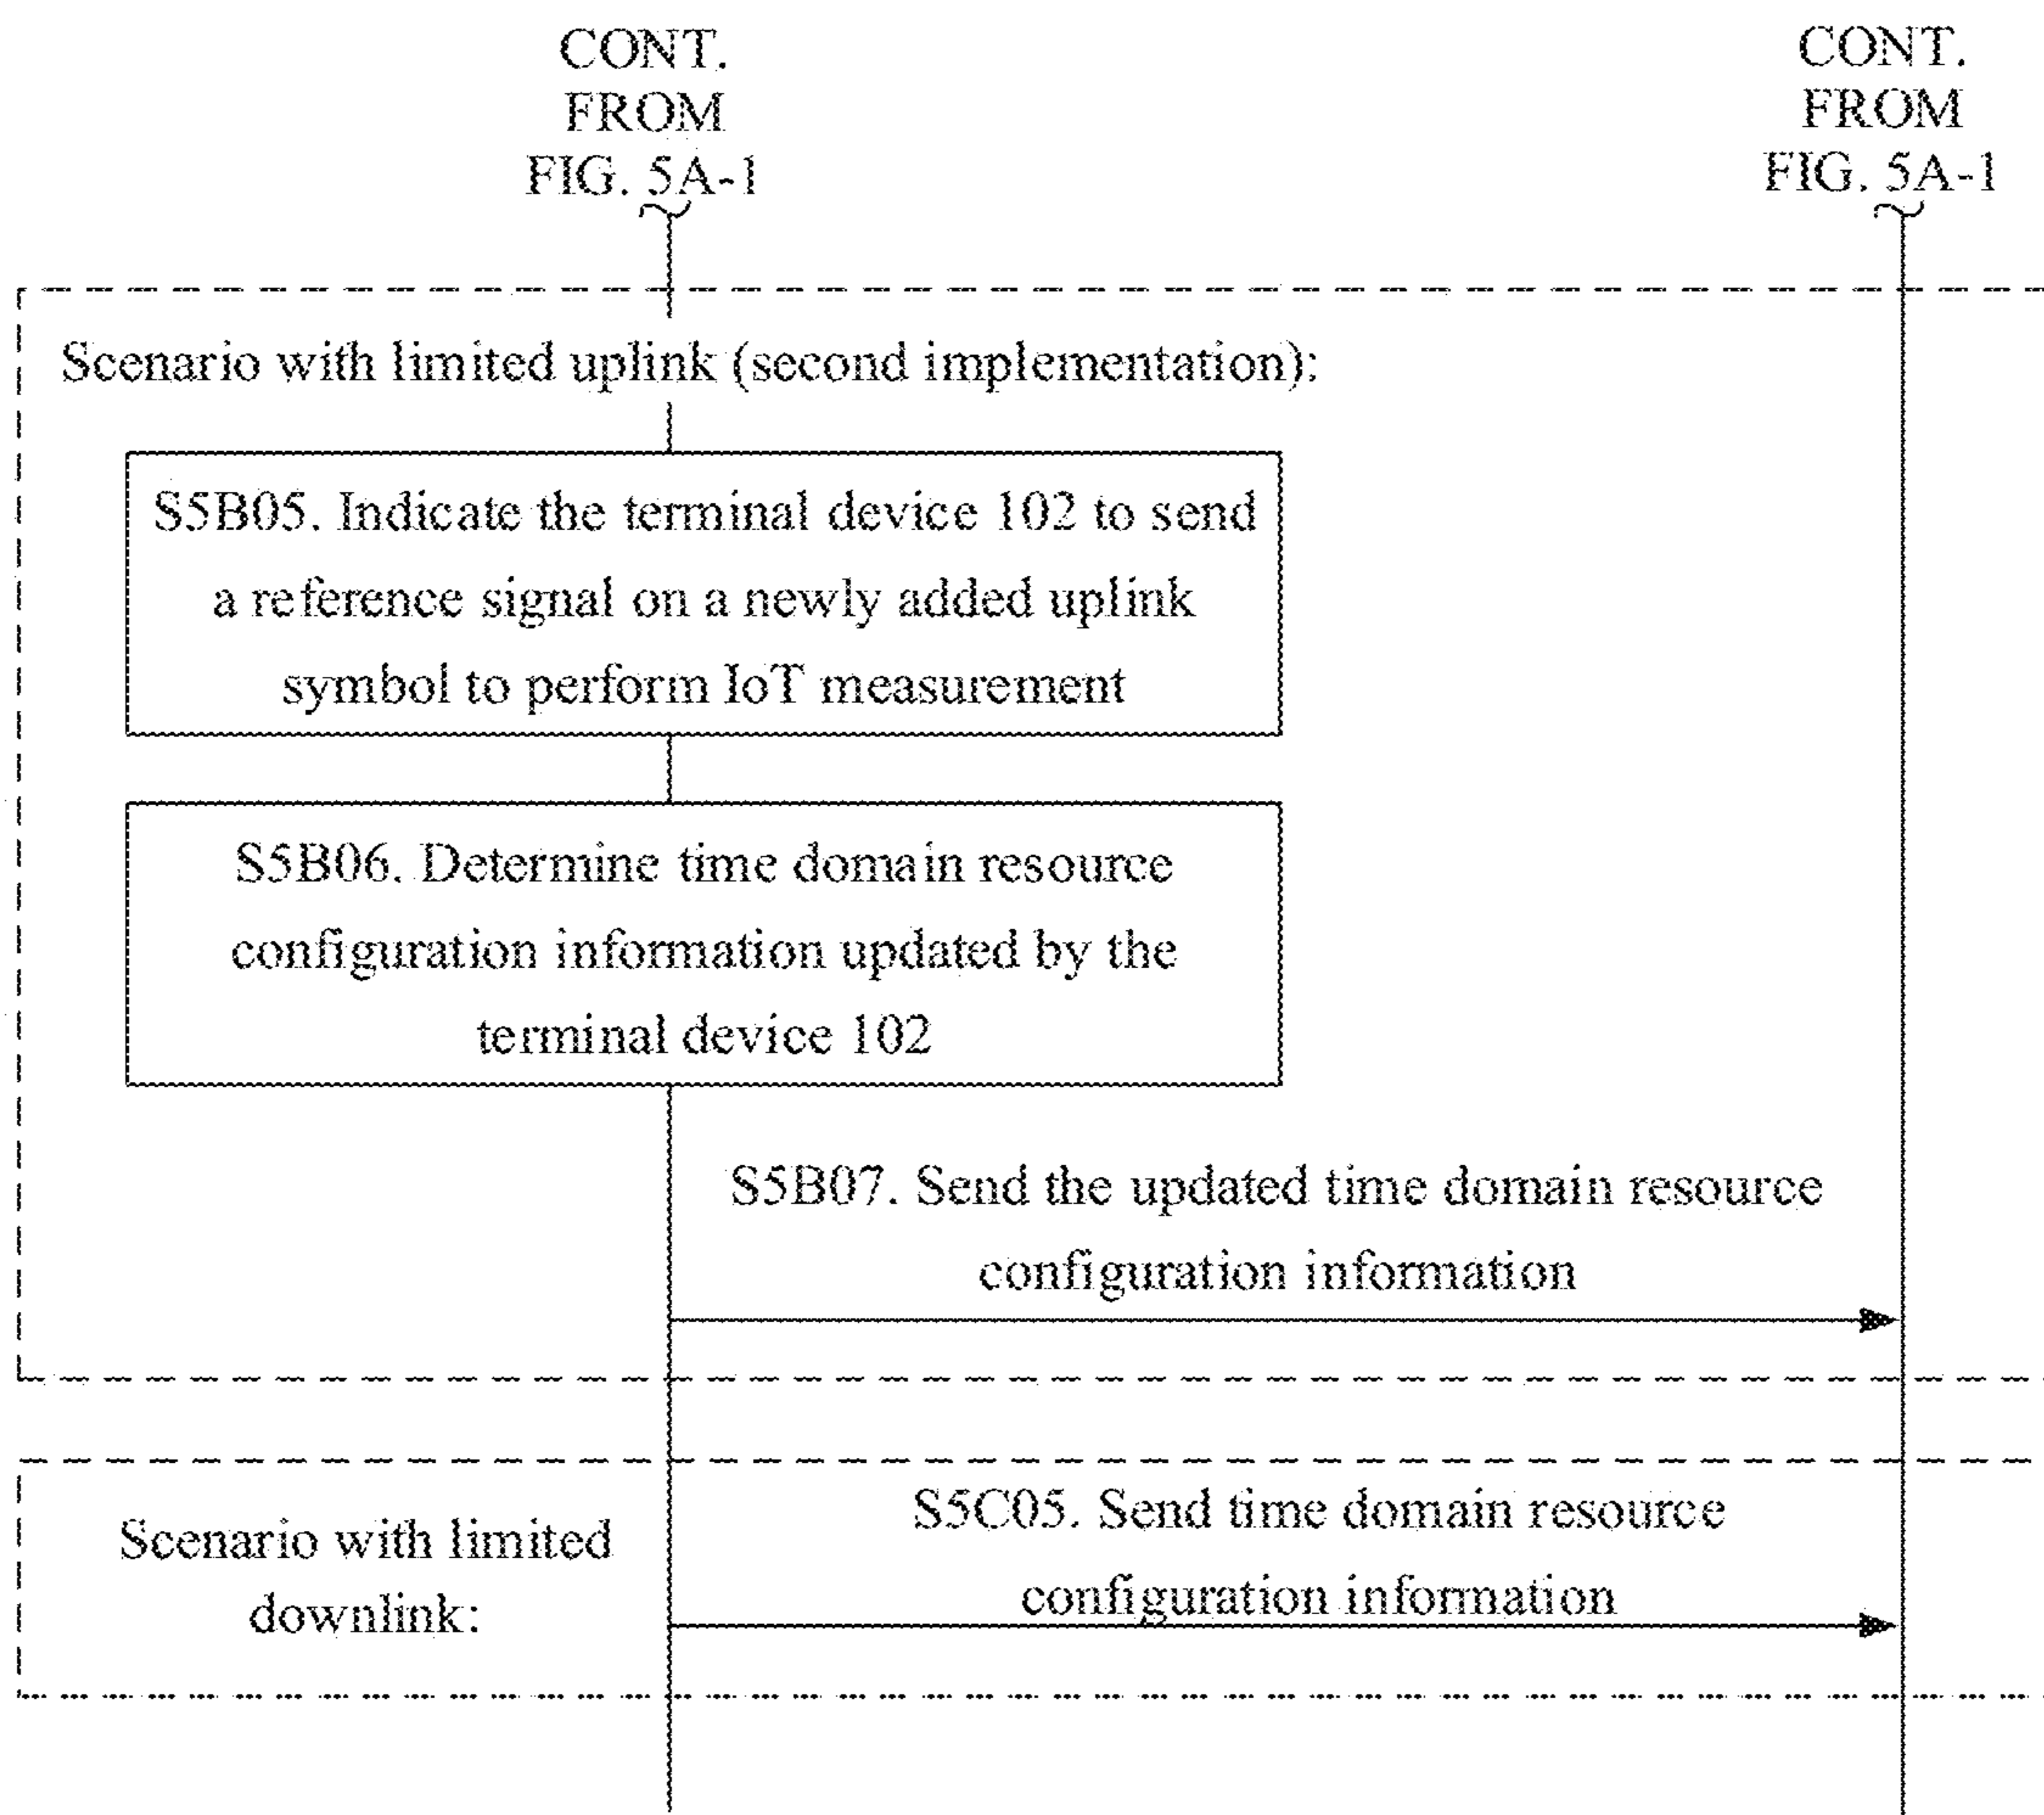 CONT.
FROM
FIG. 5A-1
CONT.
FROM
FIG. 5A-1
Scenario with limited uplink (second implementation):
S5B05. Indicate the terminal device 102 to send
a reference signal on a newly added uplink
symbol to perform IoT measurement
S5B06. Determine time domain resource
configuration information updated by the
terminal device 102
S5B07. Send the updated time domain resource
configuration information
Scenario with limited
downlink:
S5C05. Send time domain resource
configuration information